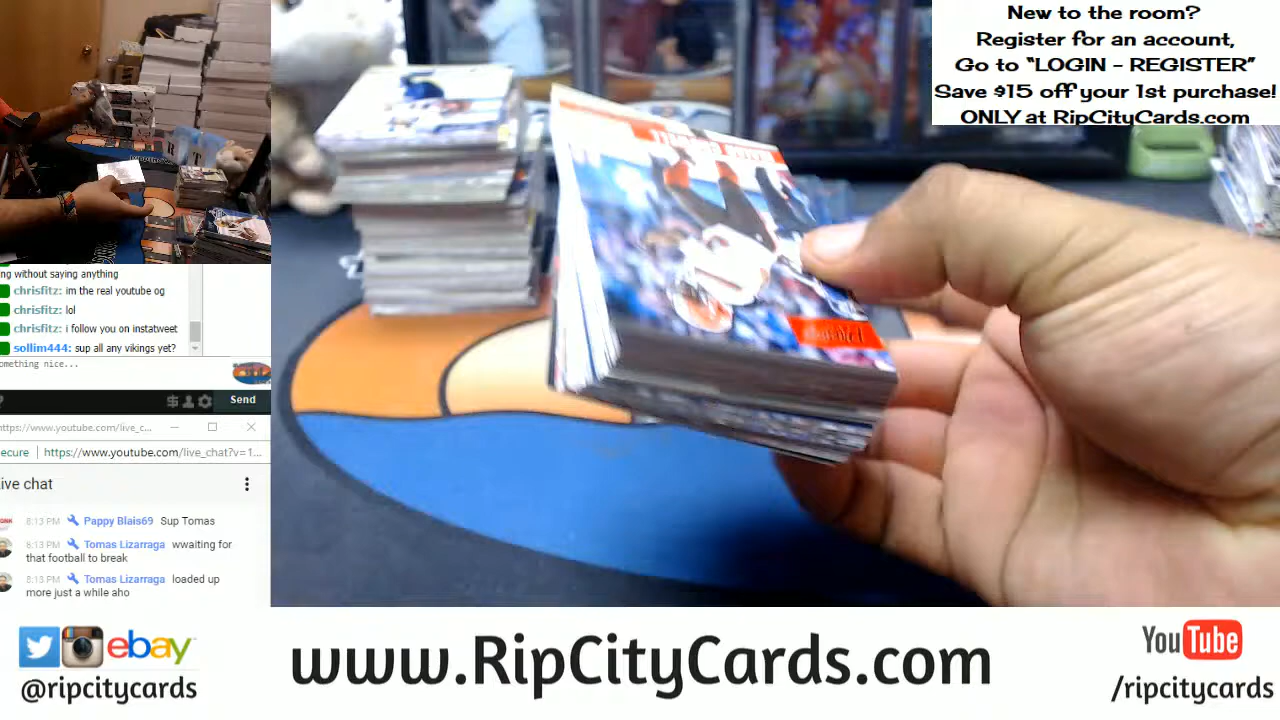 New to the room?
Register for an account,
Go to “LOGIN - REGISTER”
Save $15 off your 1st purchase!
ONLY at RipCityCards.com
R T
ng without saying anything
chrisfitz: im the real youtube og
chrisfitz: lol
chrisfitz: i follow you on instatweet
sollim444: sup all any vikings yet?
omething nice...
$ Send
https://www.youtube.com/live_c...
ecure https://www.youtube.com/live_chat?v=1...
ive chat
8:13 PM Pappy Blais69 Sup Tomas
8:13 PM Tomas Lizarraga wwaiting for
that football to break
8:13 PM Tomas Lizarraga loaded up
more just a while aho
ebay
@ripcitycards
www.RipCityCards.com
YouTube
/ripcitycards